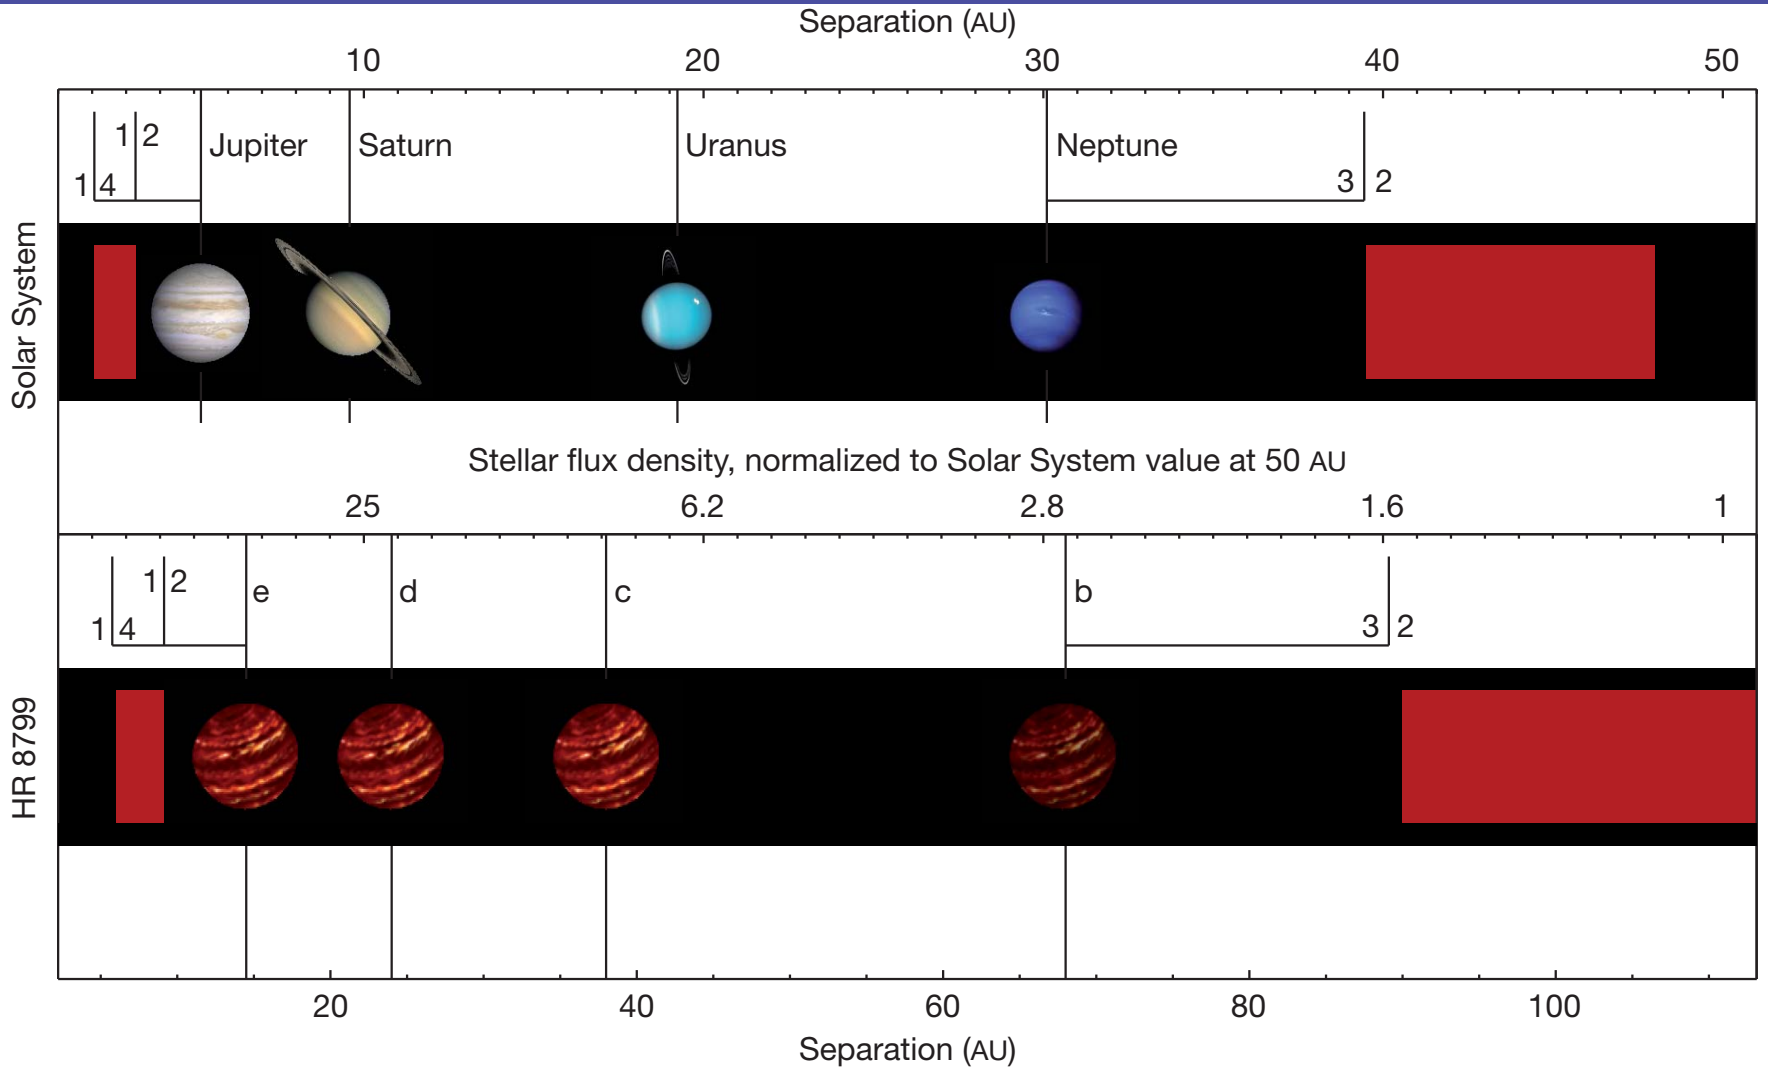 Separation (AU)
10 20 30 40 50
1 2 Jupiter Saturn Uranus Neptune
1 4 3 2
Solar System
Stellar flux density, normalized to Solar System value at 50 AU
25 6.2 2.8 1.6 1
1 2 e d c b
1 4 3 2
HR 8799
20 40 60 80 100
Separation (AU)